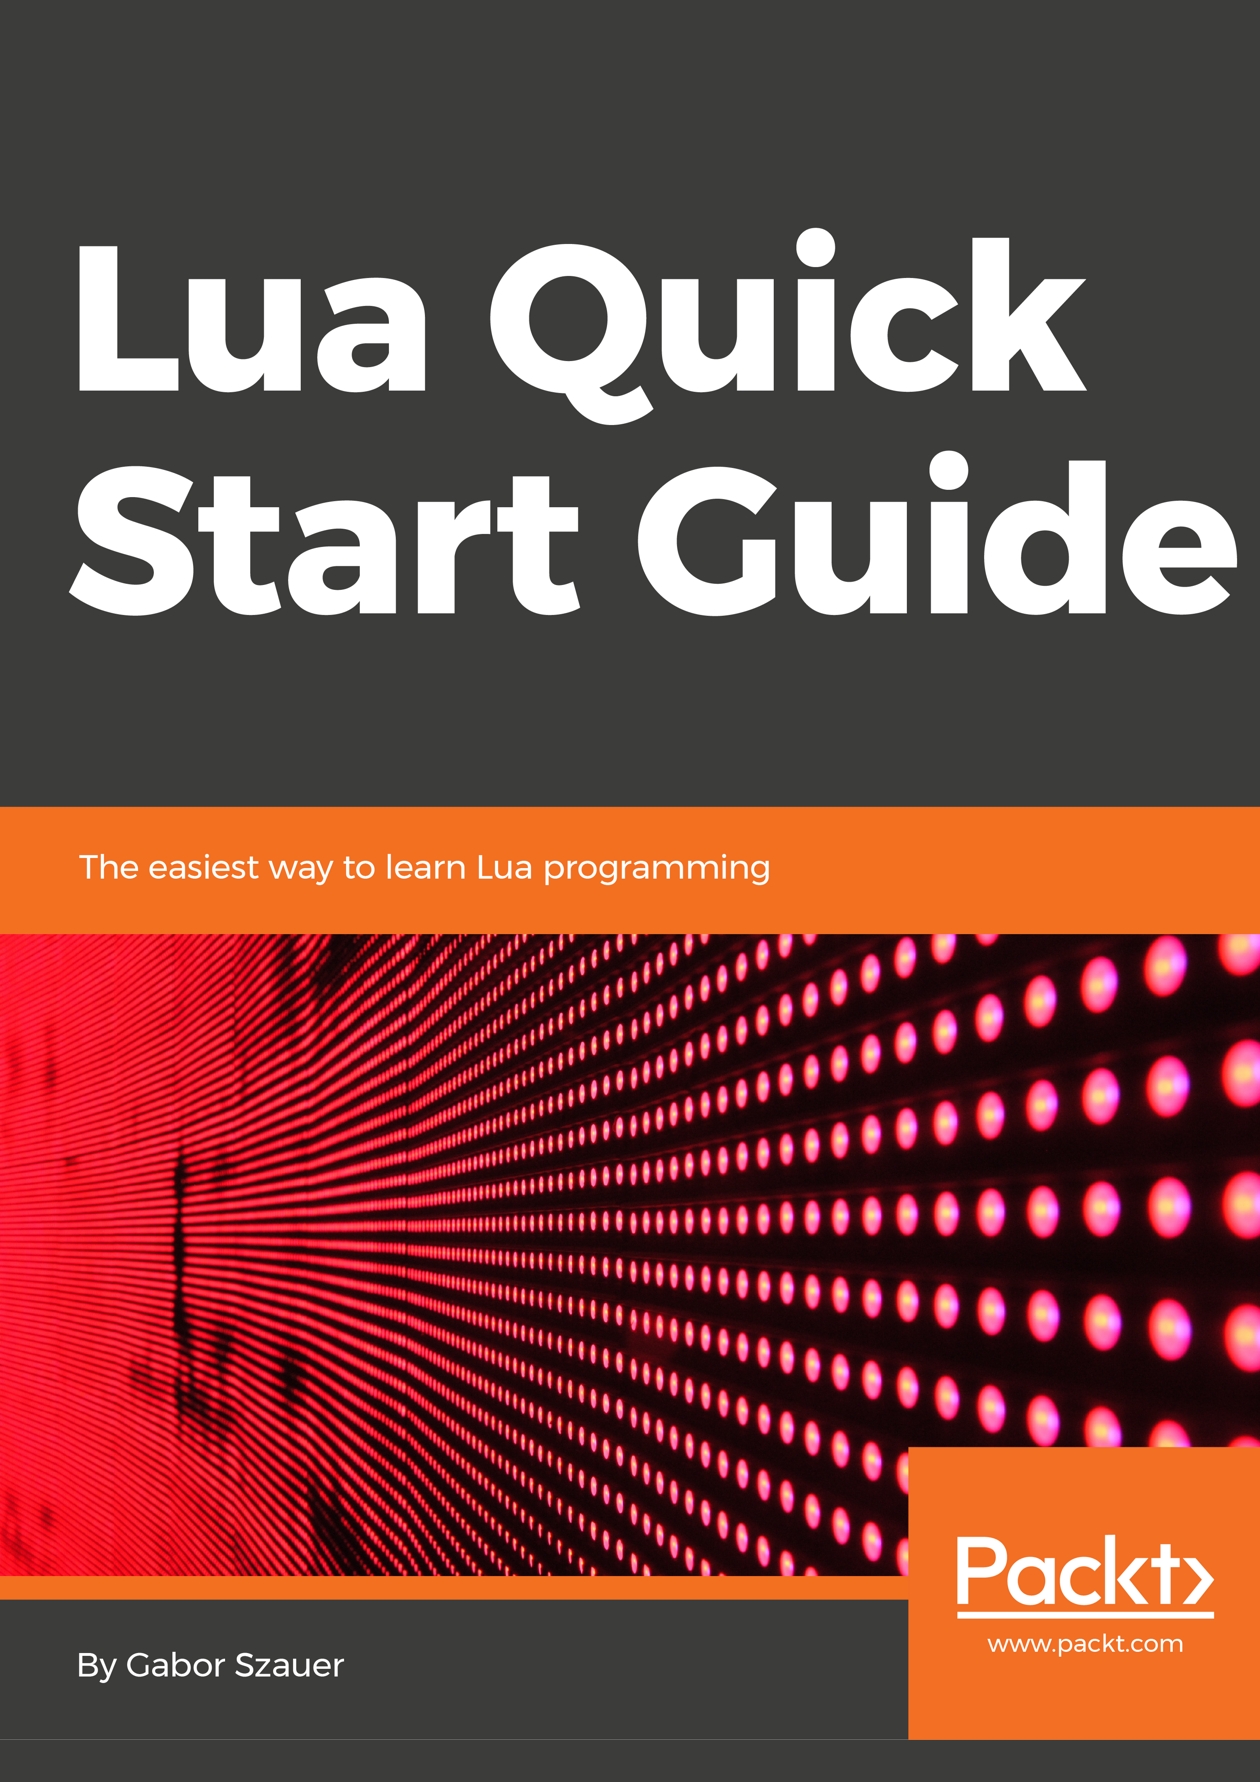 Lua Quick
Start Guide
The easiest way to learn Lua programming
Packt>
www.packt.com
By Gabor Szauer